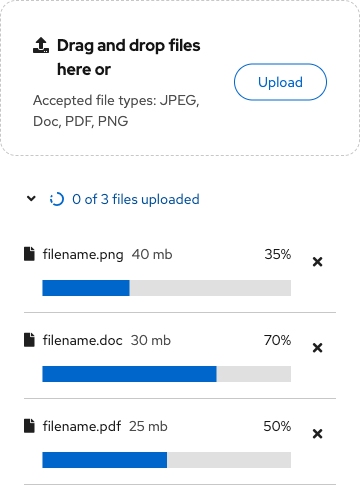 Drag and drop files
here or
Accepted file types: JPEG,
Doc, PDF, PNG
Upload
0 of 3 files uploaded
filename.png 40 mb 35%
filename.doc 30 mb 70%
filename.pdf 25 mb 50%